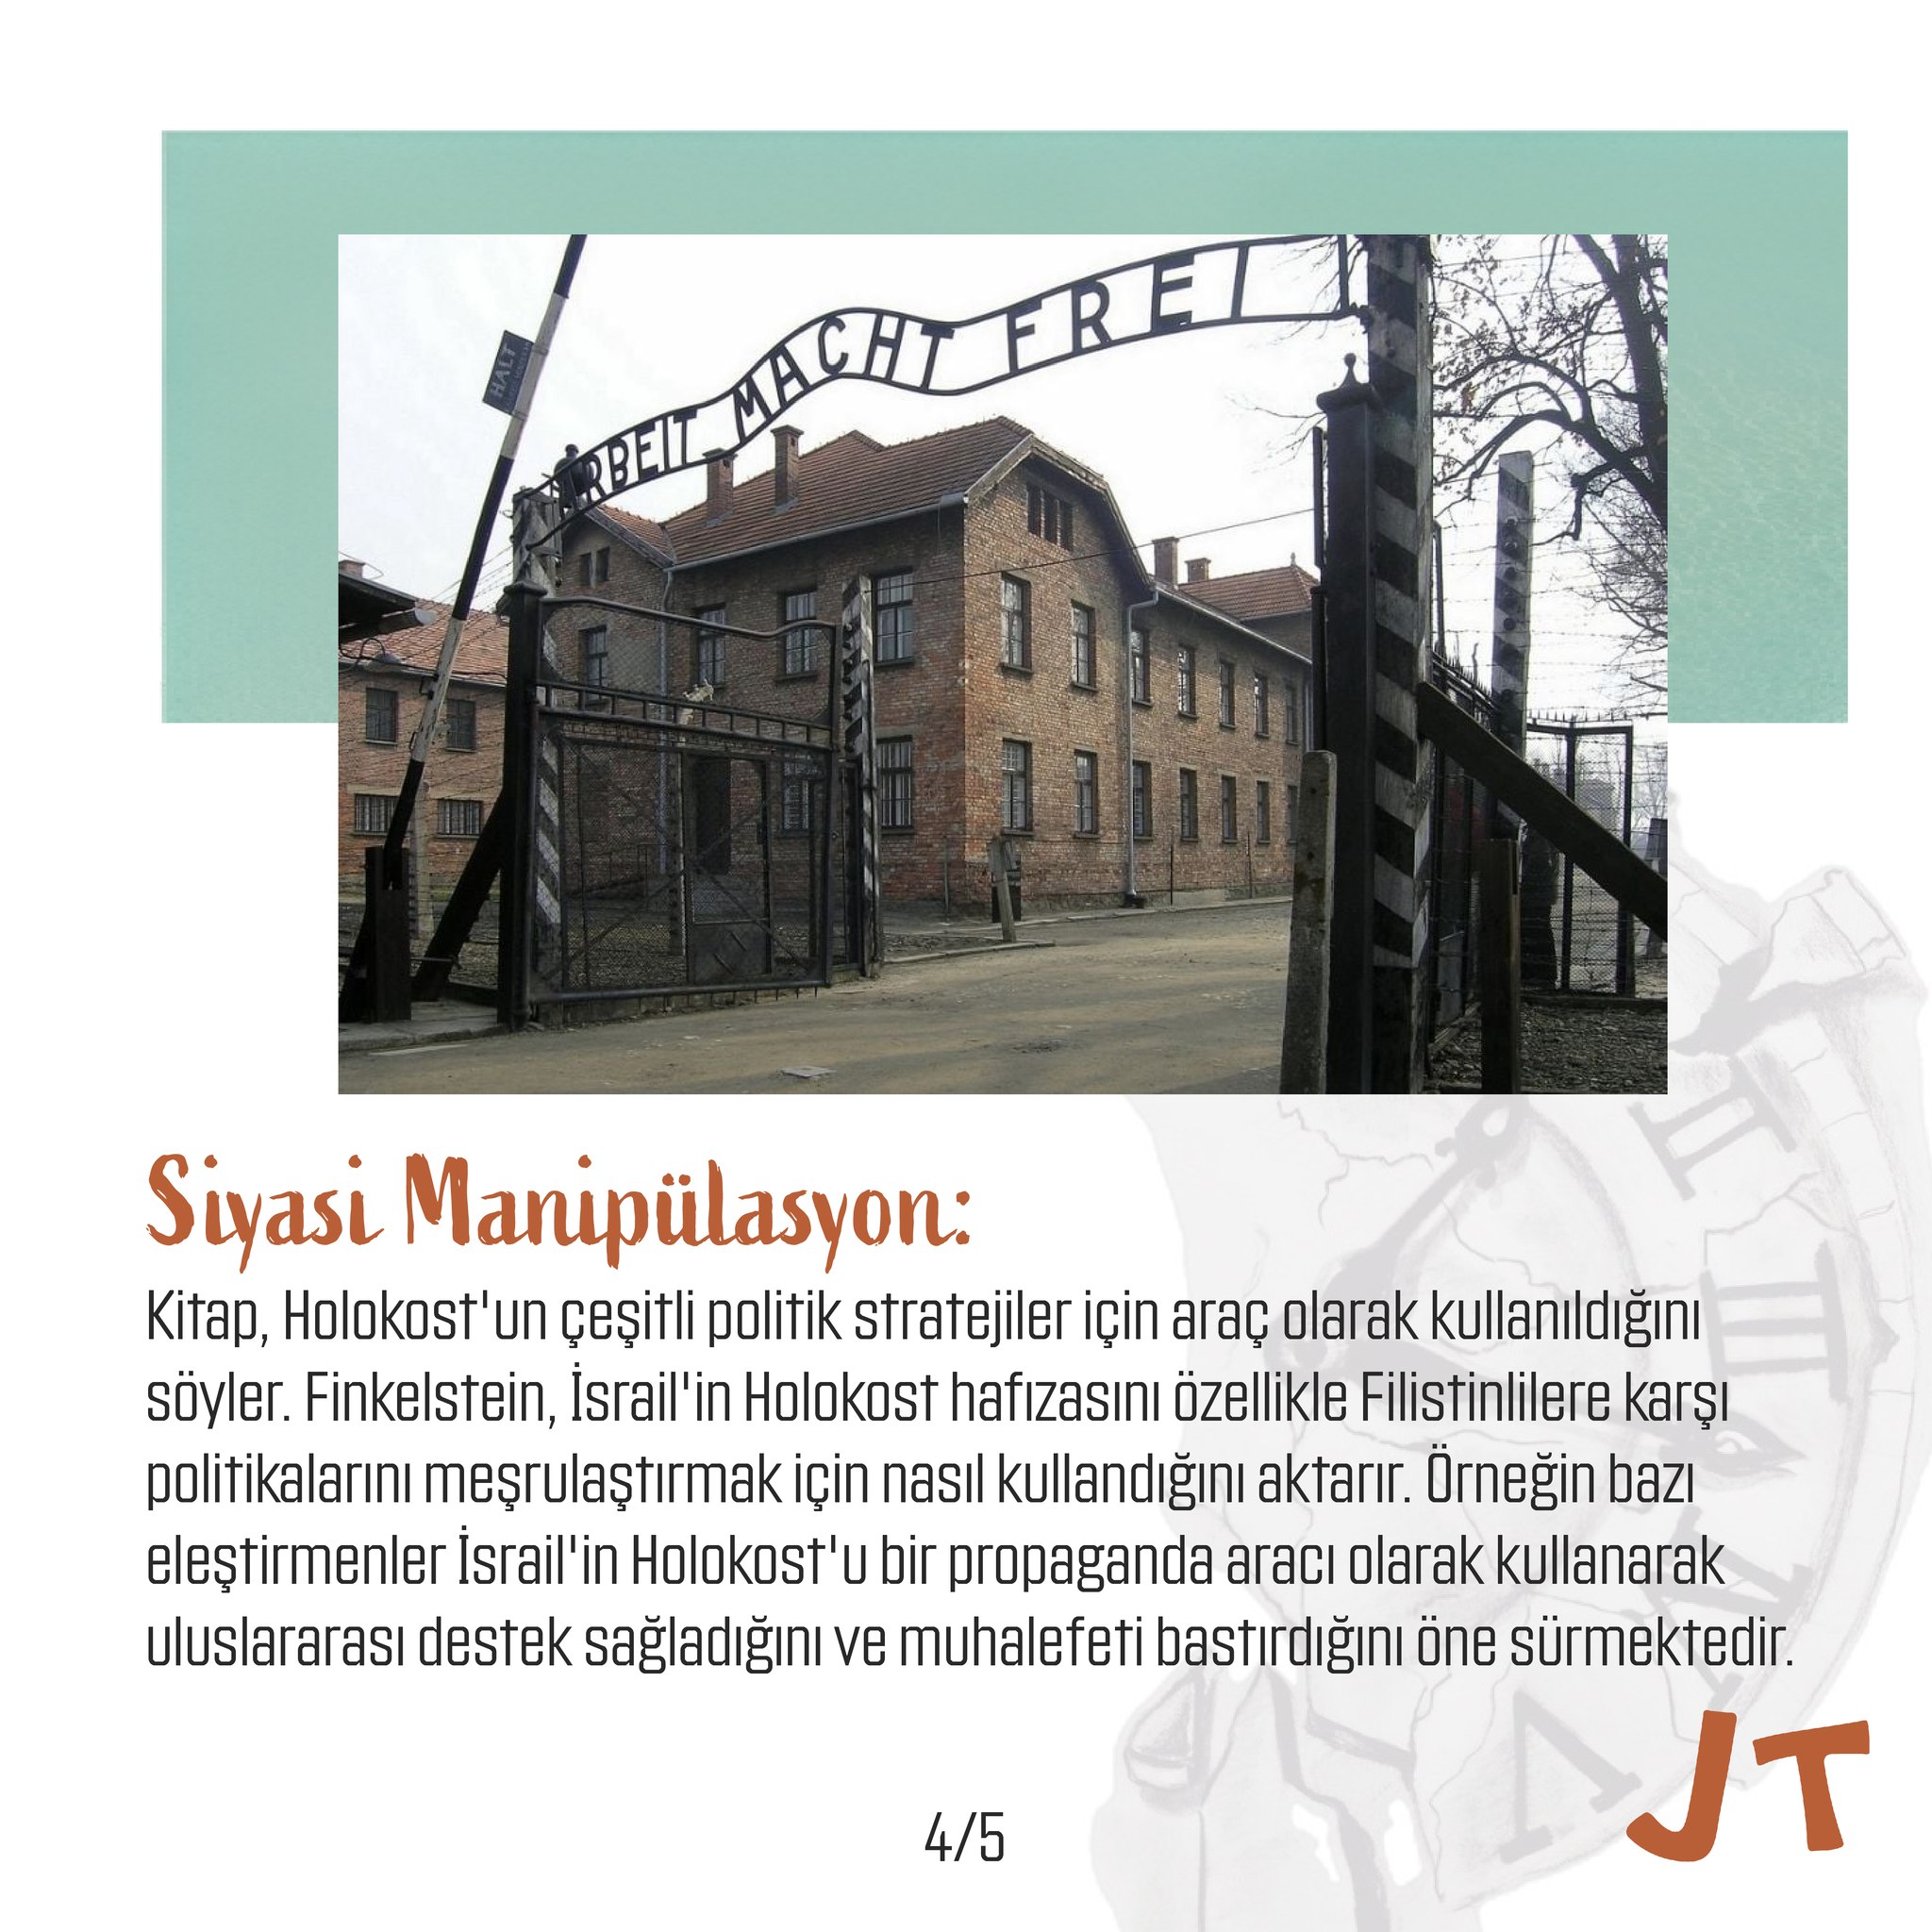 HALT
ARBEIT MACHT FREI
Siyasi Manipülasyon:
Kitap, Holokost'un çeşitli politik stratejiler için araç olarak kullanıldığını
söyler. Finkelstein, İsrail'in Holokost hafızasını özellikle Filistinlilere karşı
politikalarını meşrulaştırmak için nasıl kullandığını aktarır. Örneğin bazı
eleştirmenler İsrail'in Holokost'u bir propaganda aracı olarak kullanarak
uluslararası destek sağladığını ve muhalefeti bastırdığını öne sürmektedir.
JT
4/5